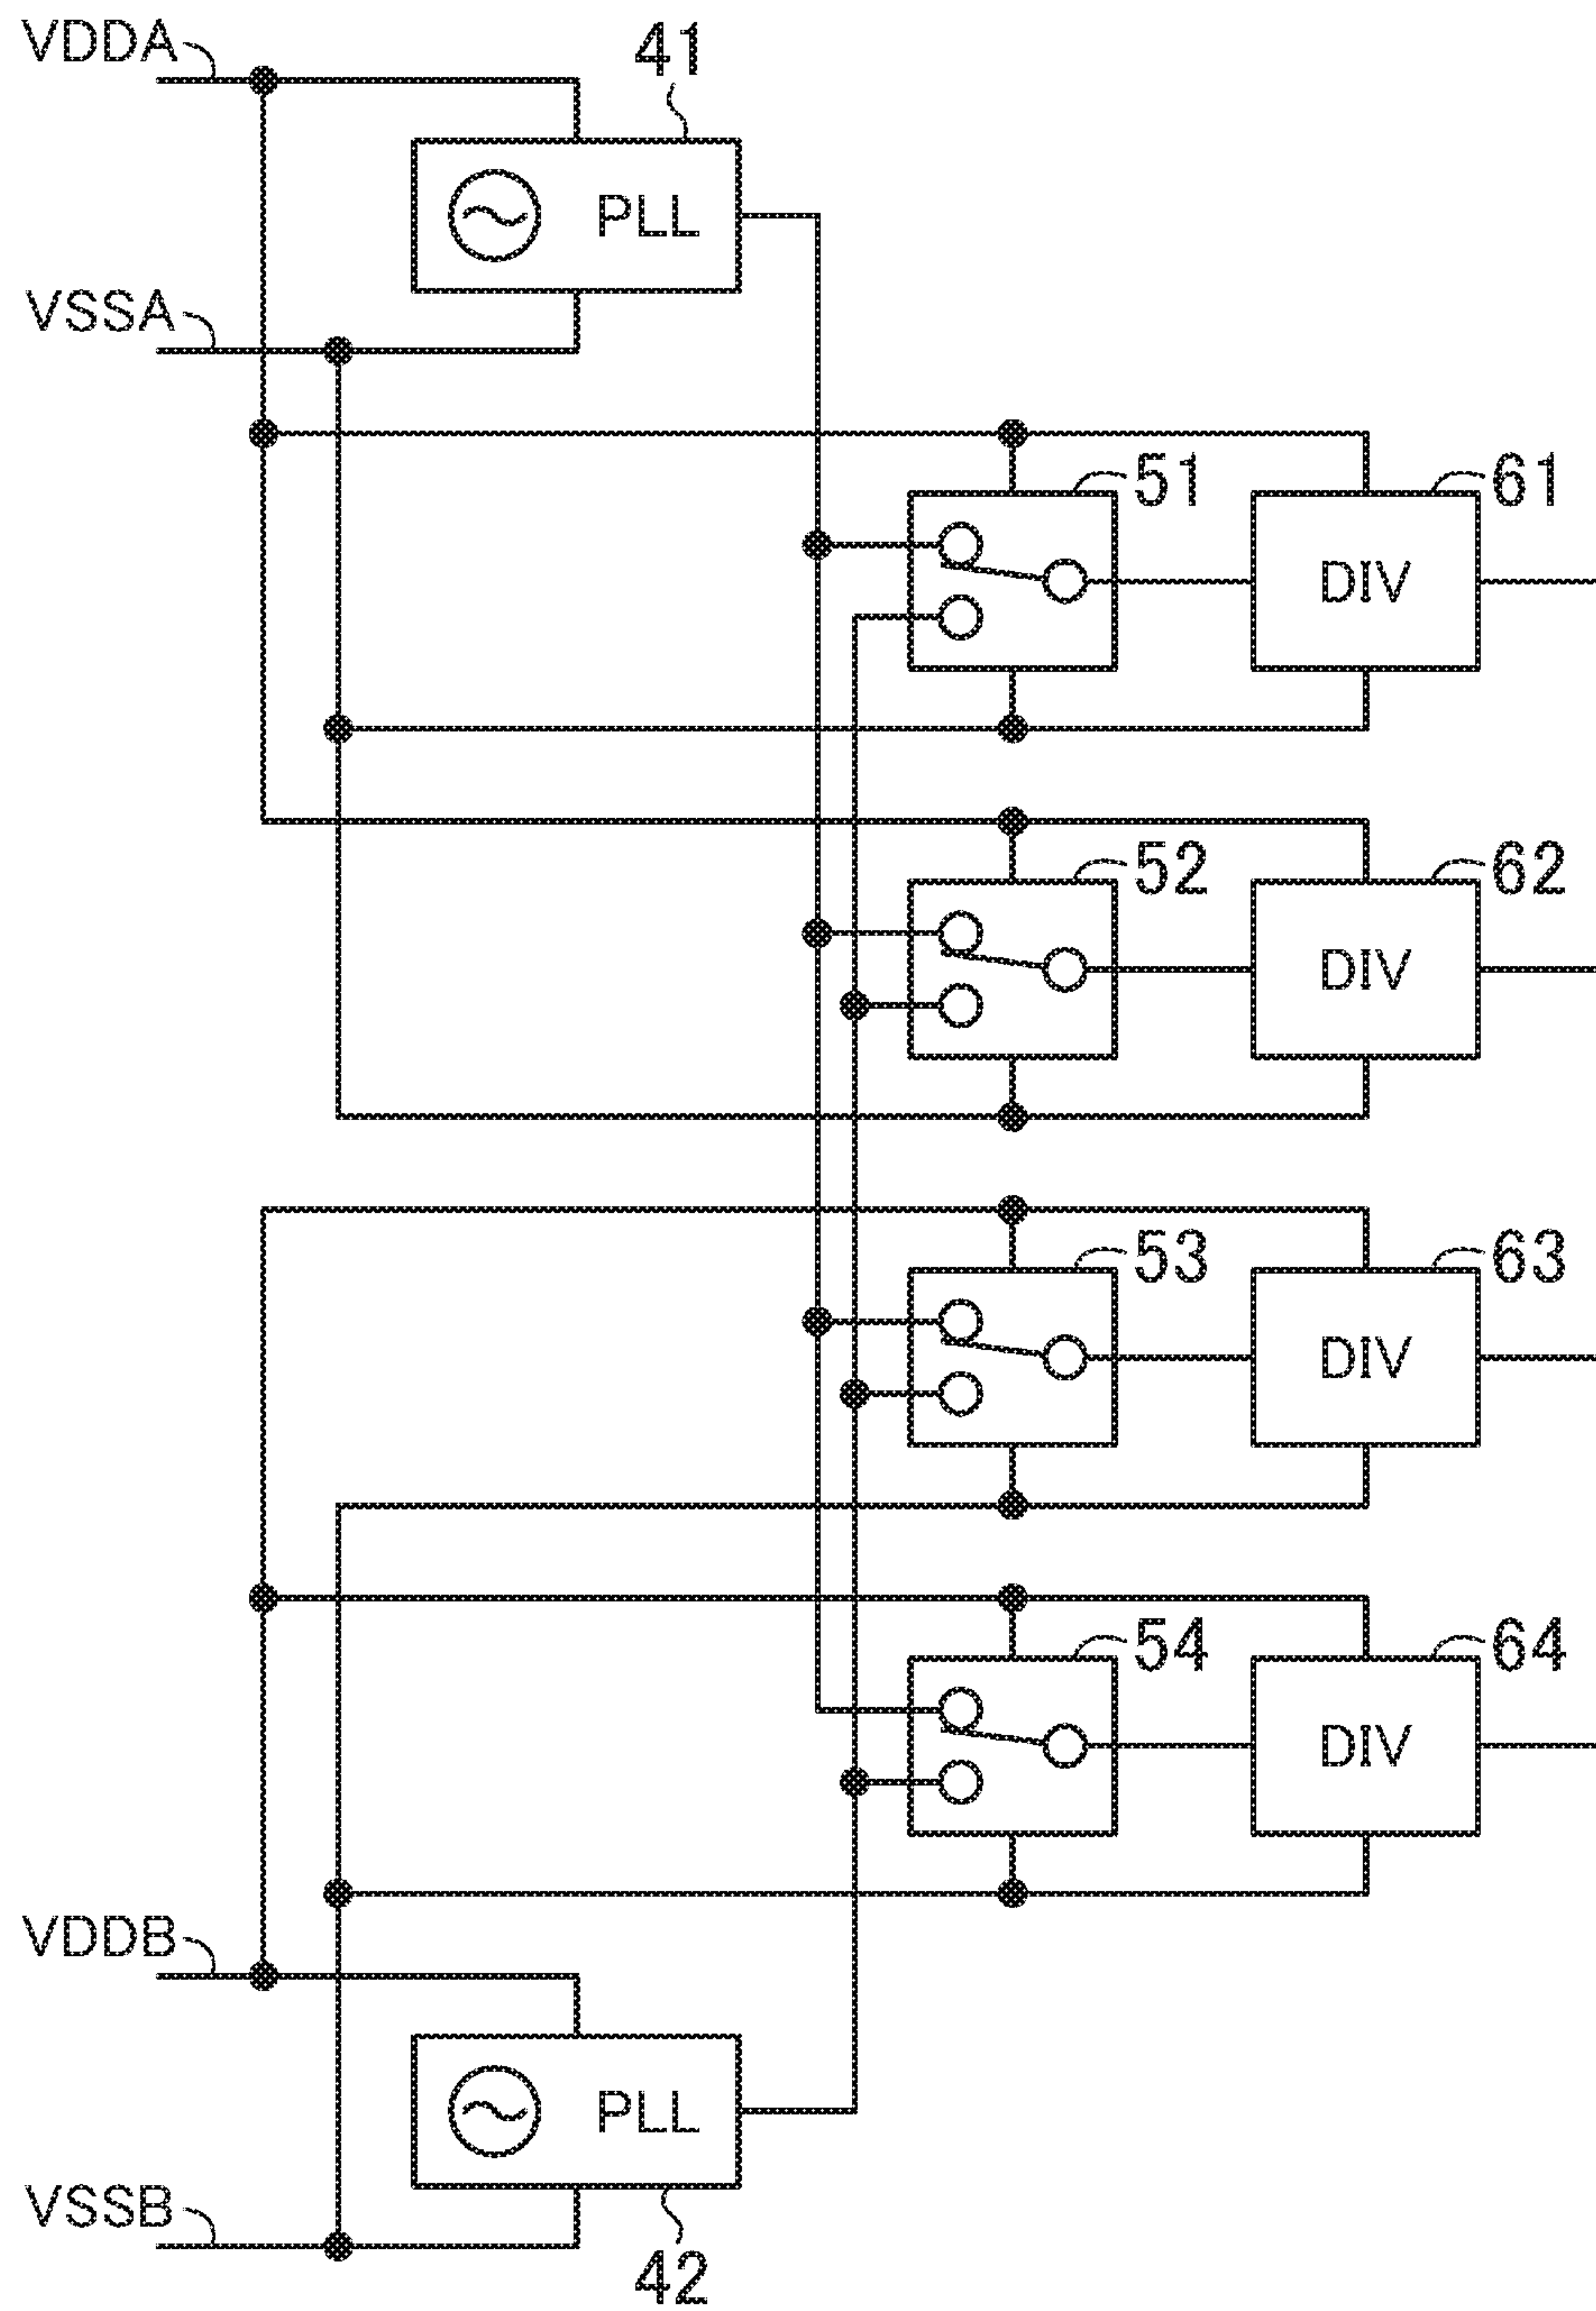 VDDA
41
PLL
VSSA
51
61
DIV
52
62
DIV
53
63
DIV
54
64
DIV
VDDB
PLL
VSSB
42